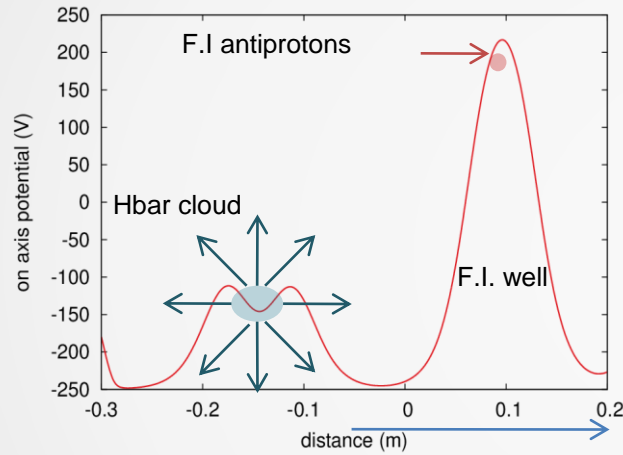 250
200
150
100
50
0
-50
-100
-150
-200
-250
on axis potential (V)
F.I antiprotons
Hbar cloud
F.I. well
-0.3 -0.2 -0.1 0 0.1 0.2
distance (m)